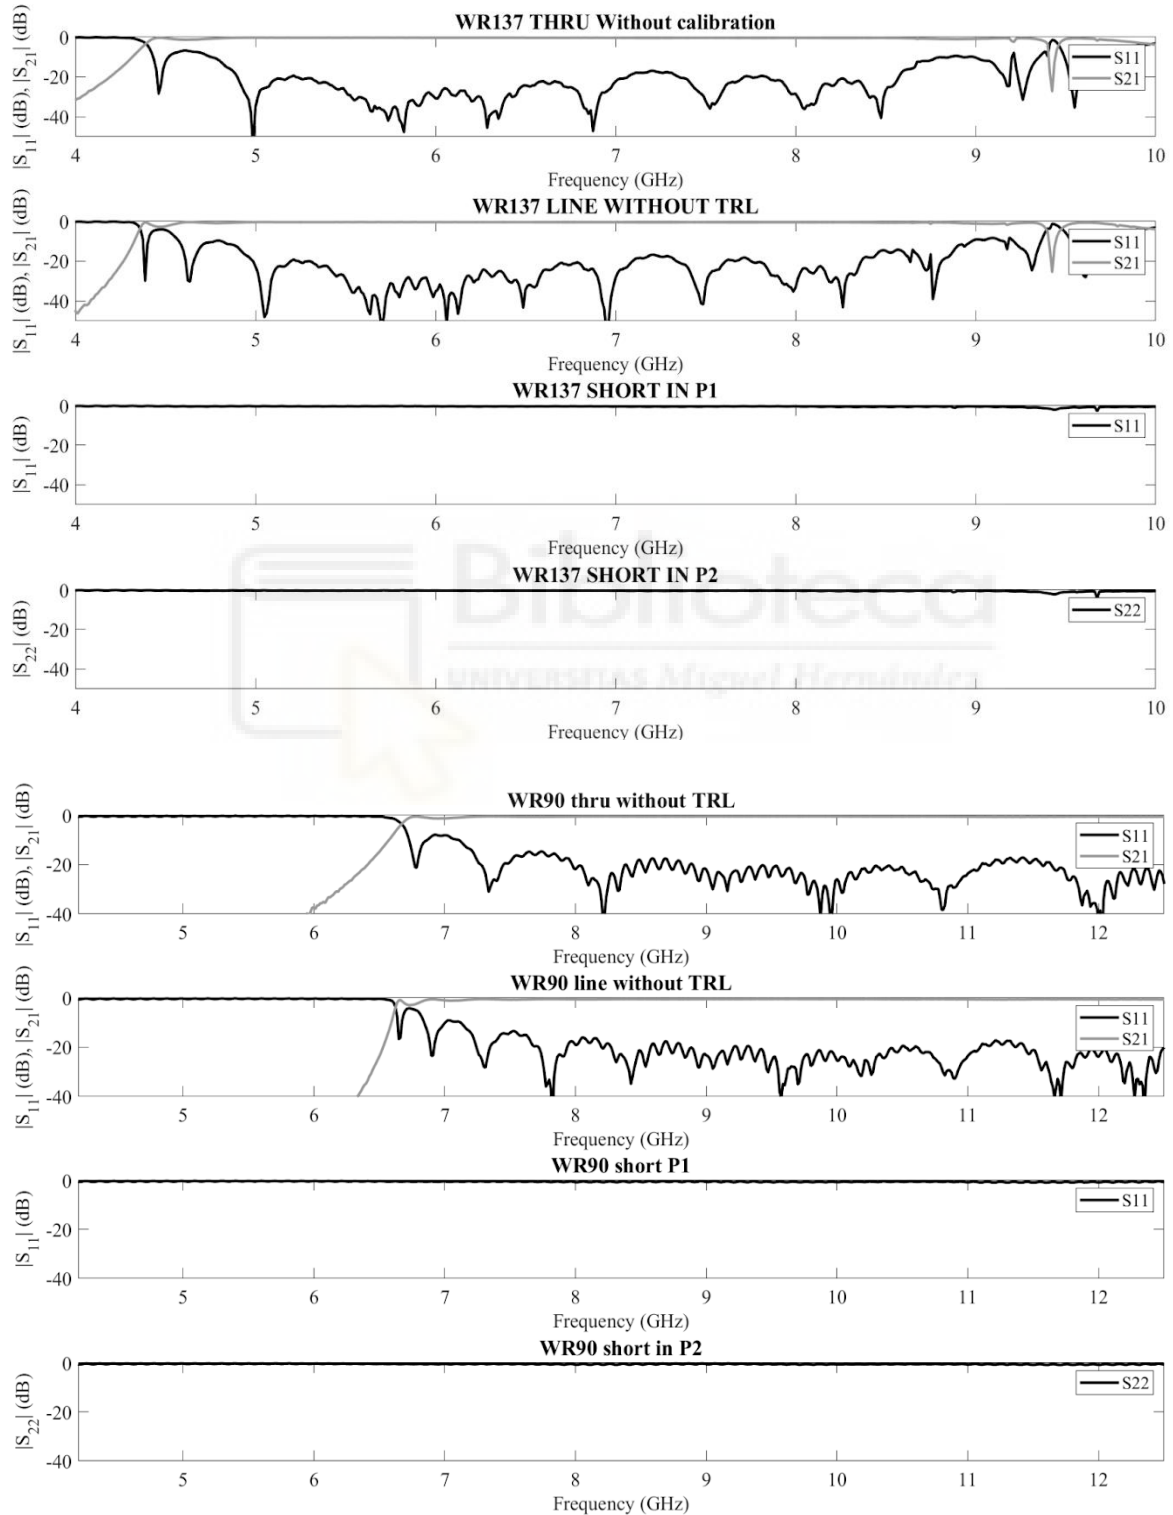 WR137 THRU Without calibration
|S11| (dB), |S21| (dB)
0
-20
-40
S11
S21
4 5 6 7 8 9 10
Frequency (GHz)
WR137 LINE WITHOUT TRL
|S11| (dB), |S21| (dB)
0
-20
-40
S11
S21
4 5 6 7 8 9 10
Frequency (GHz)
WR137 SHORT IN P1
|S11| (dB)
0
-20
-40
S11
4 5 6 7 8 9 10
Frequency (GHz)
WR137 SHORT IN P2
|S22| (dB)
0
-20
-40
S22
4 5 6 7 8 9 10
Frequency (GHz)
Biblioteca
UNIVERSITAS Miguel Hernández
WR90 thru without TRL
|S11| (dB), |S21| (dB)
0
-20
-40
S11
S21
5 6 7 8 9 10 11 12
Frequency (GHz)
WR90 line without TRL
|S11| (dB), |S21| (dB)
0
-20
-40
S11
S21
5 6 7 8 9 10 11 12
Frequency (GHz)
WR90 short P1
|S11| (dB)
0
-20
-40
S11
5 6 7 8 9 10 11 12
Frequency (GHz)
WR90 short in P2
|S22| (dB)
0
-20
-40
S22
5 6 7 8 9 10 11 12
Frequency (GHz)